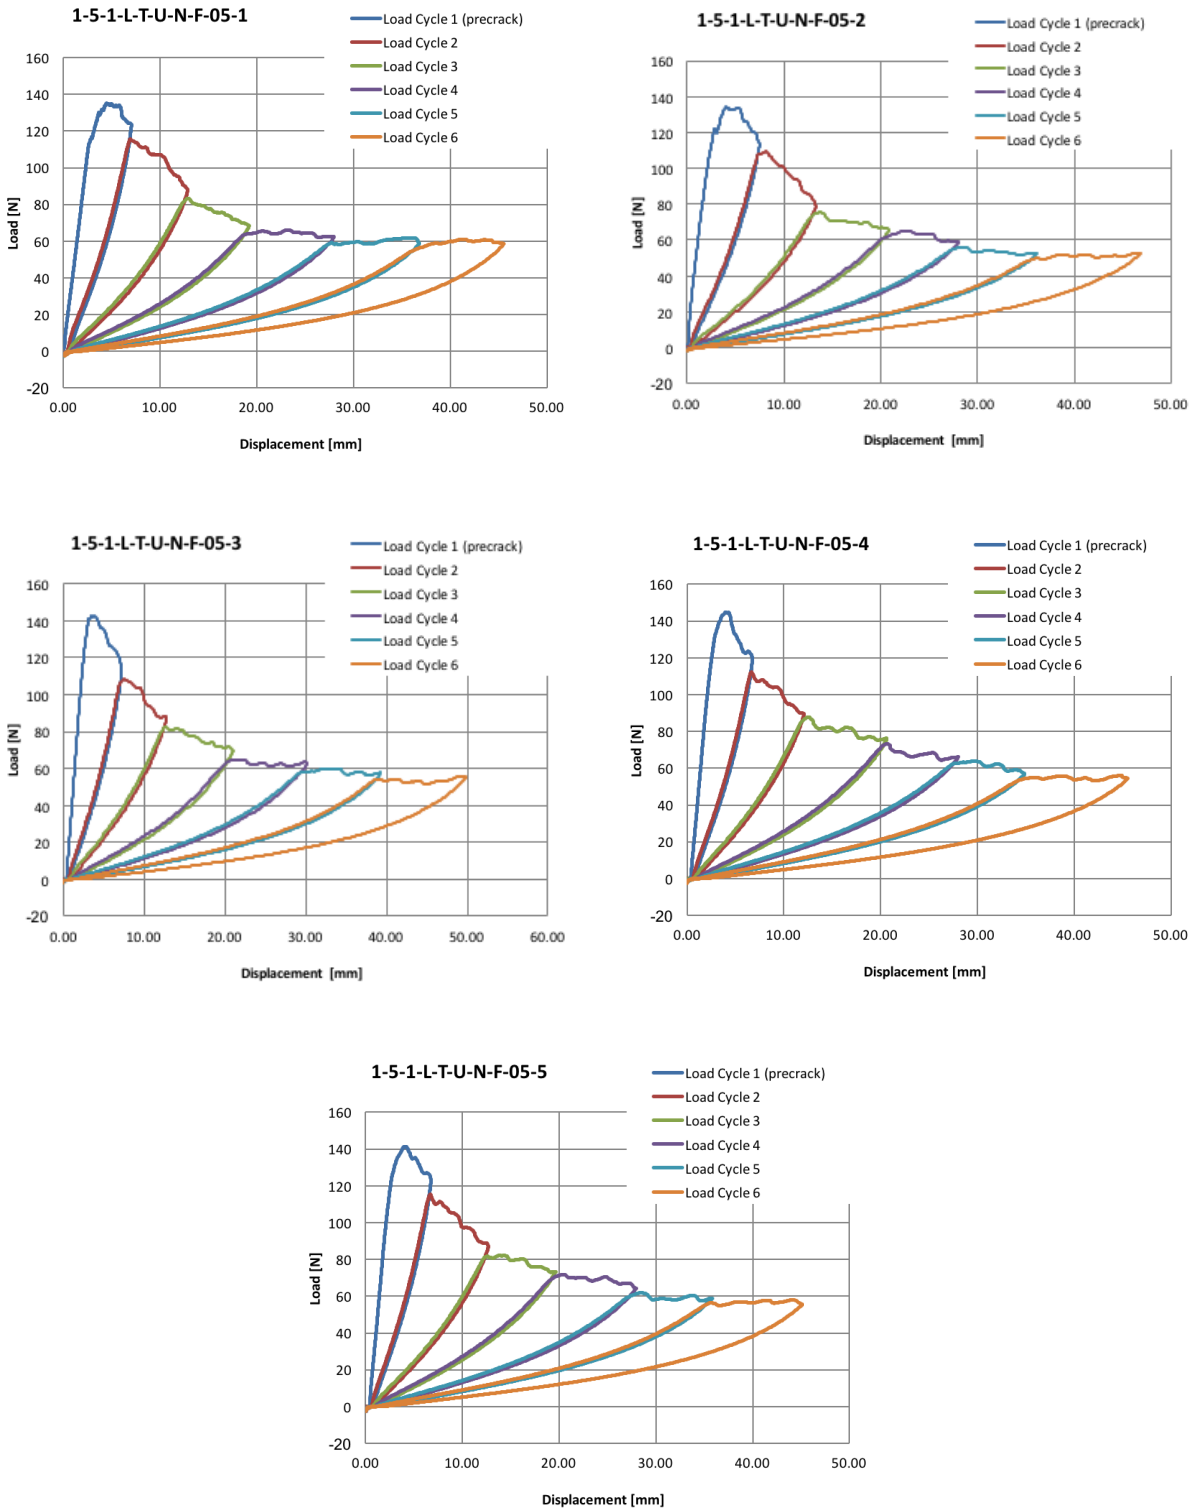 1-5-1-L-T-U-N-F-05-1
Load Cycle 1 (precrack)
Load Cycle 2
Load Cycle 3
Load Cycle 4
Load Cycle 5
Load Cycle 6
160
140
120
100
80
60
40
20
0
-20
Load [N]
0.00 10.00 20.00 30.00 40.00 50.00
Displacement [mm]
1-5-1-L-T-U-N-F-05-2
Load Cycle 1 (precrack)
Load Cycle 2
Load Cycle 3
Load Cycle 4
Load Cycle 5
Load Cycle 6
160
140
120
100
80
60
40
20
0
-20
Load [N]
0.00 10.00 20.00 30.00 40.00 50.00
Displacement [mm]
1-5-1-L-T-U-N-F-05-3
Load Cycle 1 (precrack)
Load Cycle 2
Load Cycle 3
Load Cycle 4
Load Cycle 5
Load Cycle 6
160
140
120
100
80
60
40
20
0
-20
Load [N]
0.00 10.00 20.00 30.00 40.00 50.00 60.00
Displacement [mm]
1-5-1-L-T-U-N-F-05-4
Load Cycle 1 (precrack)
Load Cycle 2
Load Cycle 3
Load Cycle 4
Load Cycle 5
Load Cycle 6
160
140
120
100
80
60
40
20
0
-20
Load [N]
0.00 10.00 20.00 30.00 40.00 50.00
Displacement [mm]
1-5-1-L-T-U-N-F-05-5
Load Cycle 1 (precrack)
Load Cycle 2
Load Cycle 3
Load Cycle 4
Load Cycle 5
Load Cycle 6
160
140
120
100
80
60
40
20
0
-20
Load [N]
0.00 10.00 20.00 30.00 40.00 50.00
Displacement [mm]